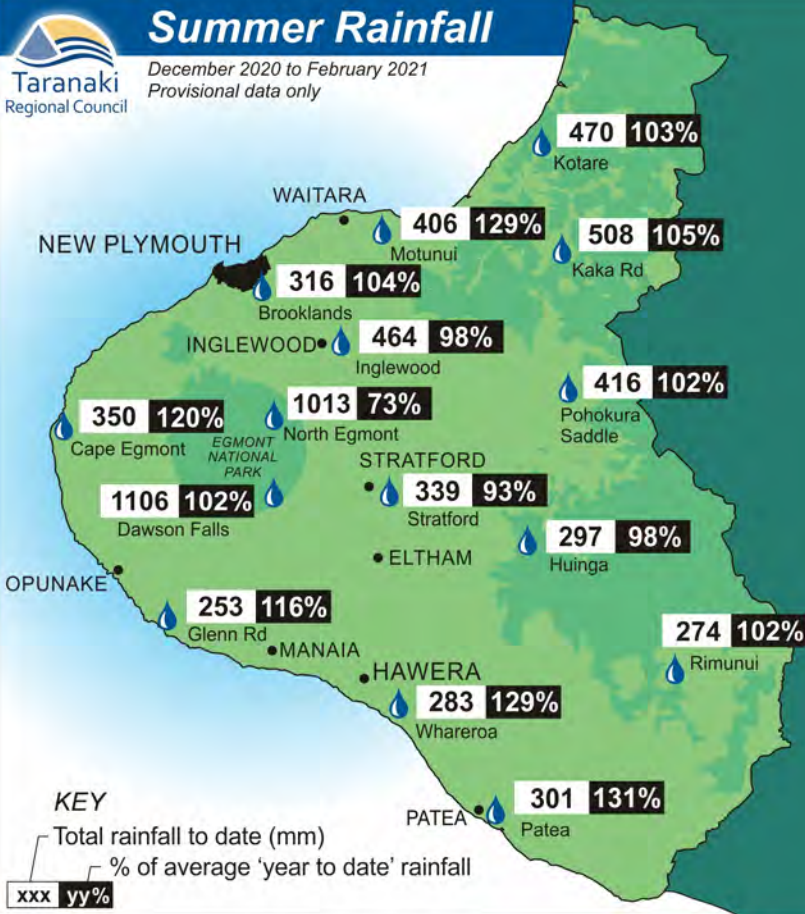 Summer Rainfall
Taranaki
Regional Council
December 2020 to February 2021
Provisional data only
470 103%
Kotare
WAITARA
406 129%
Motunui
508 105%
Kaka Rd
NEW PLYMOUTH
316 104%
Brooklands
INGLEWOOD
464 98%
Inglewood
416 102%
Pohokura
Saddle
350 120%
Cape Egmont
1013 73%
North Egmont
EGMONT
NATIONAL
PARK
STRATFORD
339 93%
Stratford
1106 102%
Dawson Falls
297 98%
Huinga
ELTHAM
OPUNAKE
253 116%
Glenn Rd
274 102%
Rimunui
MANAIA
HAWERA
283 129%
Whareroa
PATEA
301 131%
Patea
KEY
Total rainfall to date (mm)
% of average 'year to date' rainfall
xxx yy%